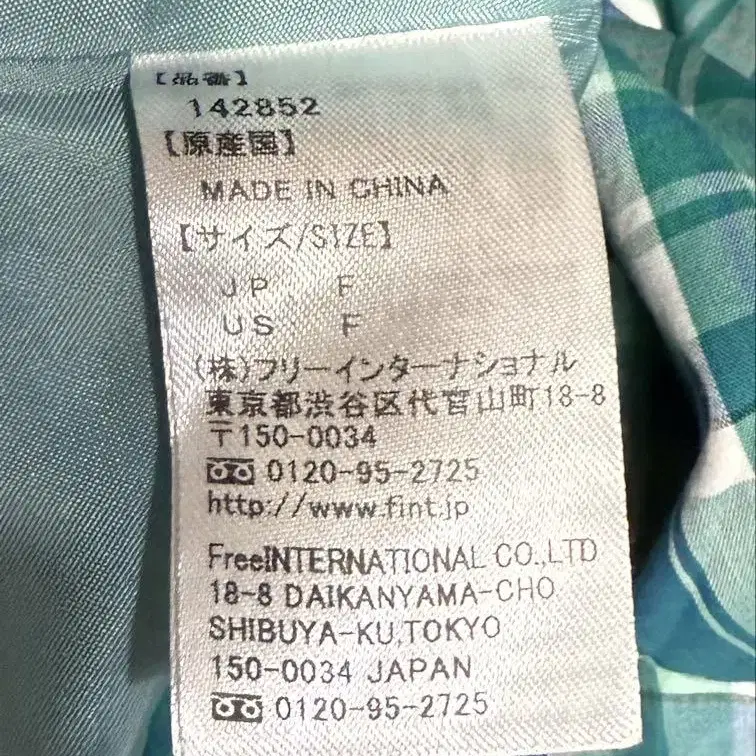 【品番】
142852
【原産国】
MADE IN CHINA
【サイズ/SIZE】
JP F
US F
(株)フリーインターナショナル
東京都渋谷区代官山町18-8
〒150-0034
0120-95-2725
http://www.fint.jp
FreeINTERNATIONAL CO.,LTD
18-8 DAIKANYAMA-CHO
SHIBUYA-KU,TOKYO
150-0034 JAPAN
0120-95-2725